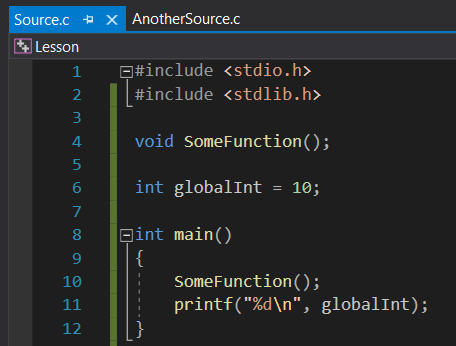 Source.c AnotherSource.c
Lesson
1 #include <stdio.h>
2 #include <stdlib.h>
3
4 void SomeFunction();
5
6 int globalInt = 10;
7
8 int main()
9 {
10 SomeFunction();
11 printf("%d\n", globalInt);
12 }